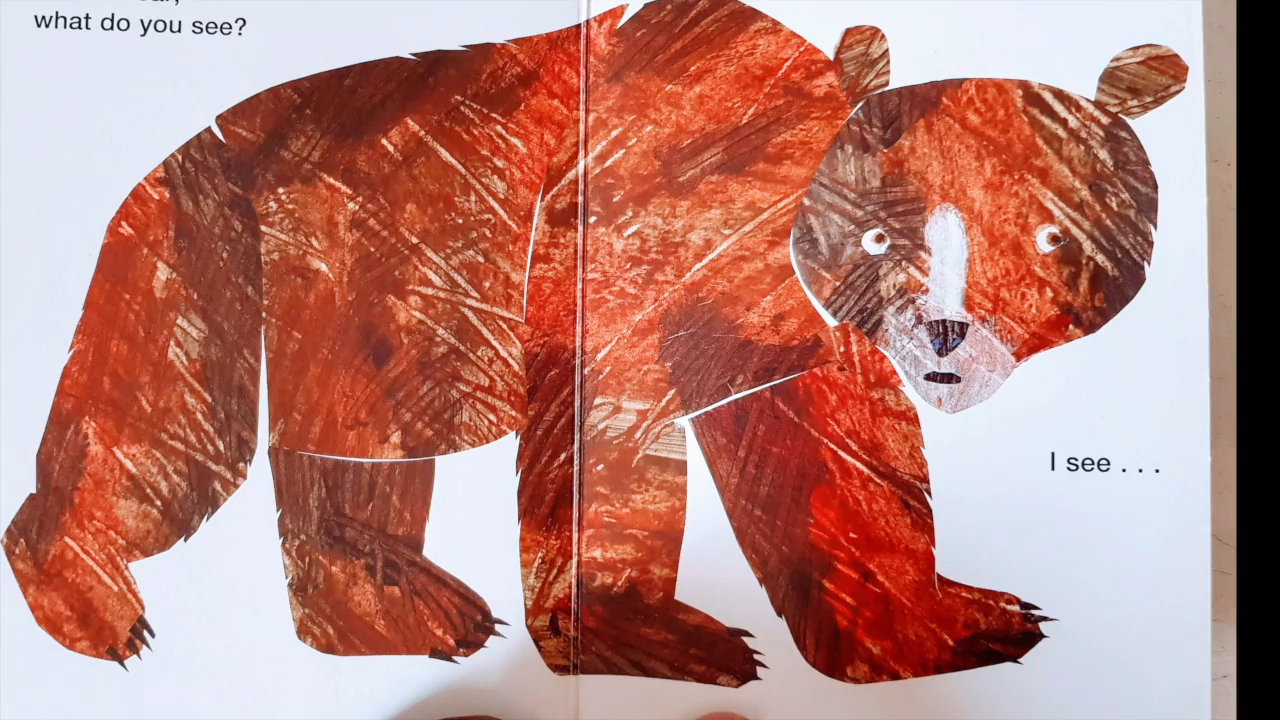 what do you see?
I see . . .